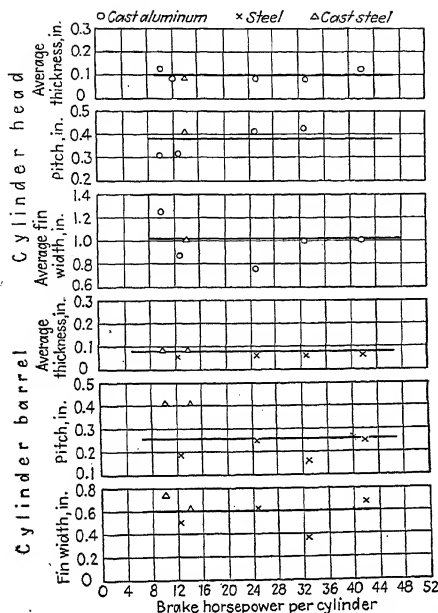 o Cast aluminum × Steel △ Cast steel
Cylinder head
Average thickness, in.
0.3
0.2
0.1
0
Pitch, in.
0.5
0.4
0.3
0.2
Average fin width, in.
1.4
1.2
1.0
0.8
0.6
Cylinder barrel
Average thickness, in.
0.3
0.2
0.1
0
Pitch, in.
0.5
0.4
0.3
0.2
0.1
Fin width, in.
0.8
0.6
0.4
0.2
0
0 4 8 12 16 20 24 28 32 36 40 44 48 52
Brake horsepower per cylinder